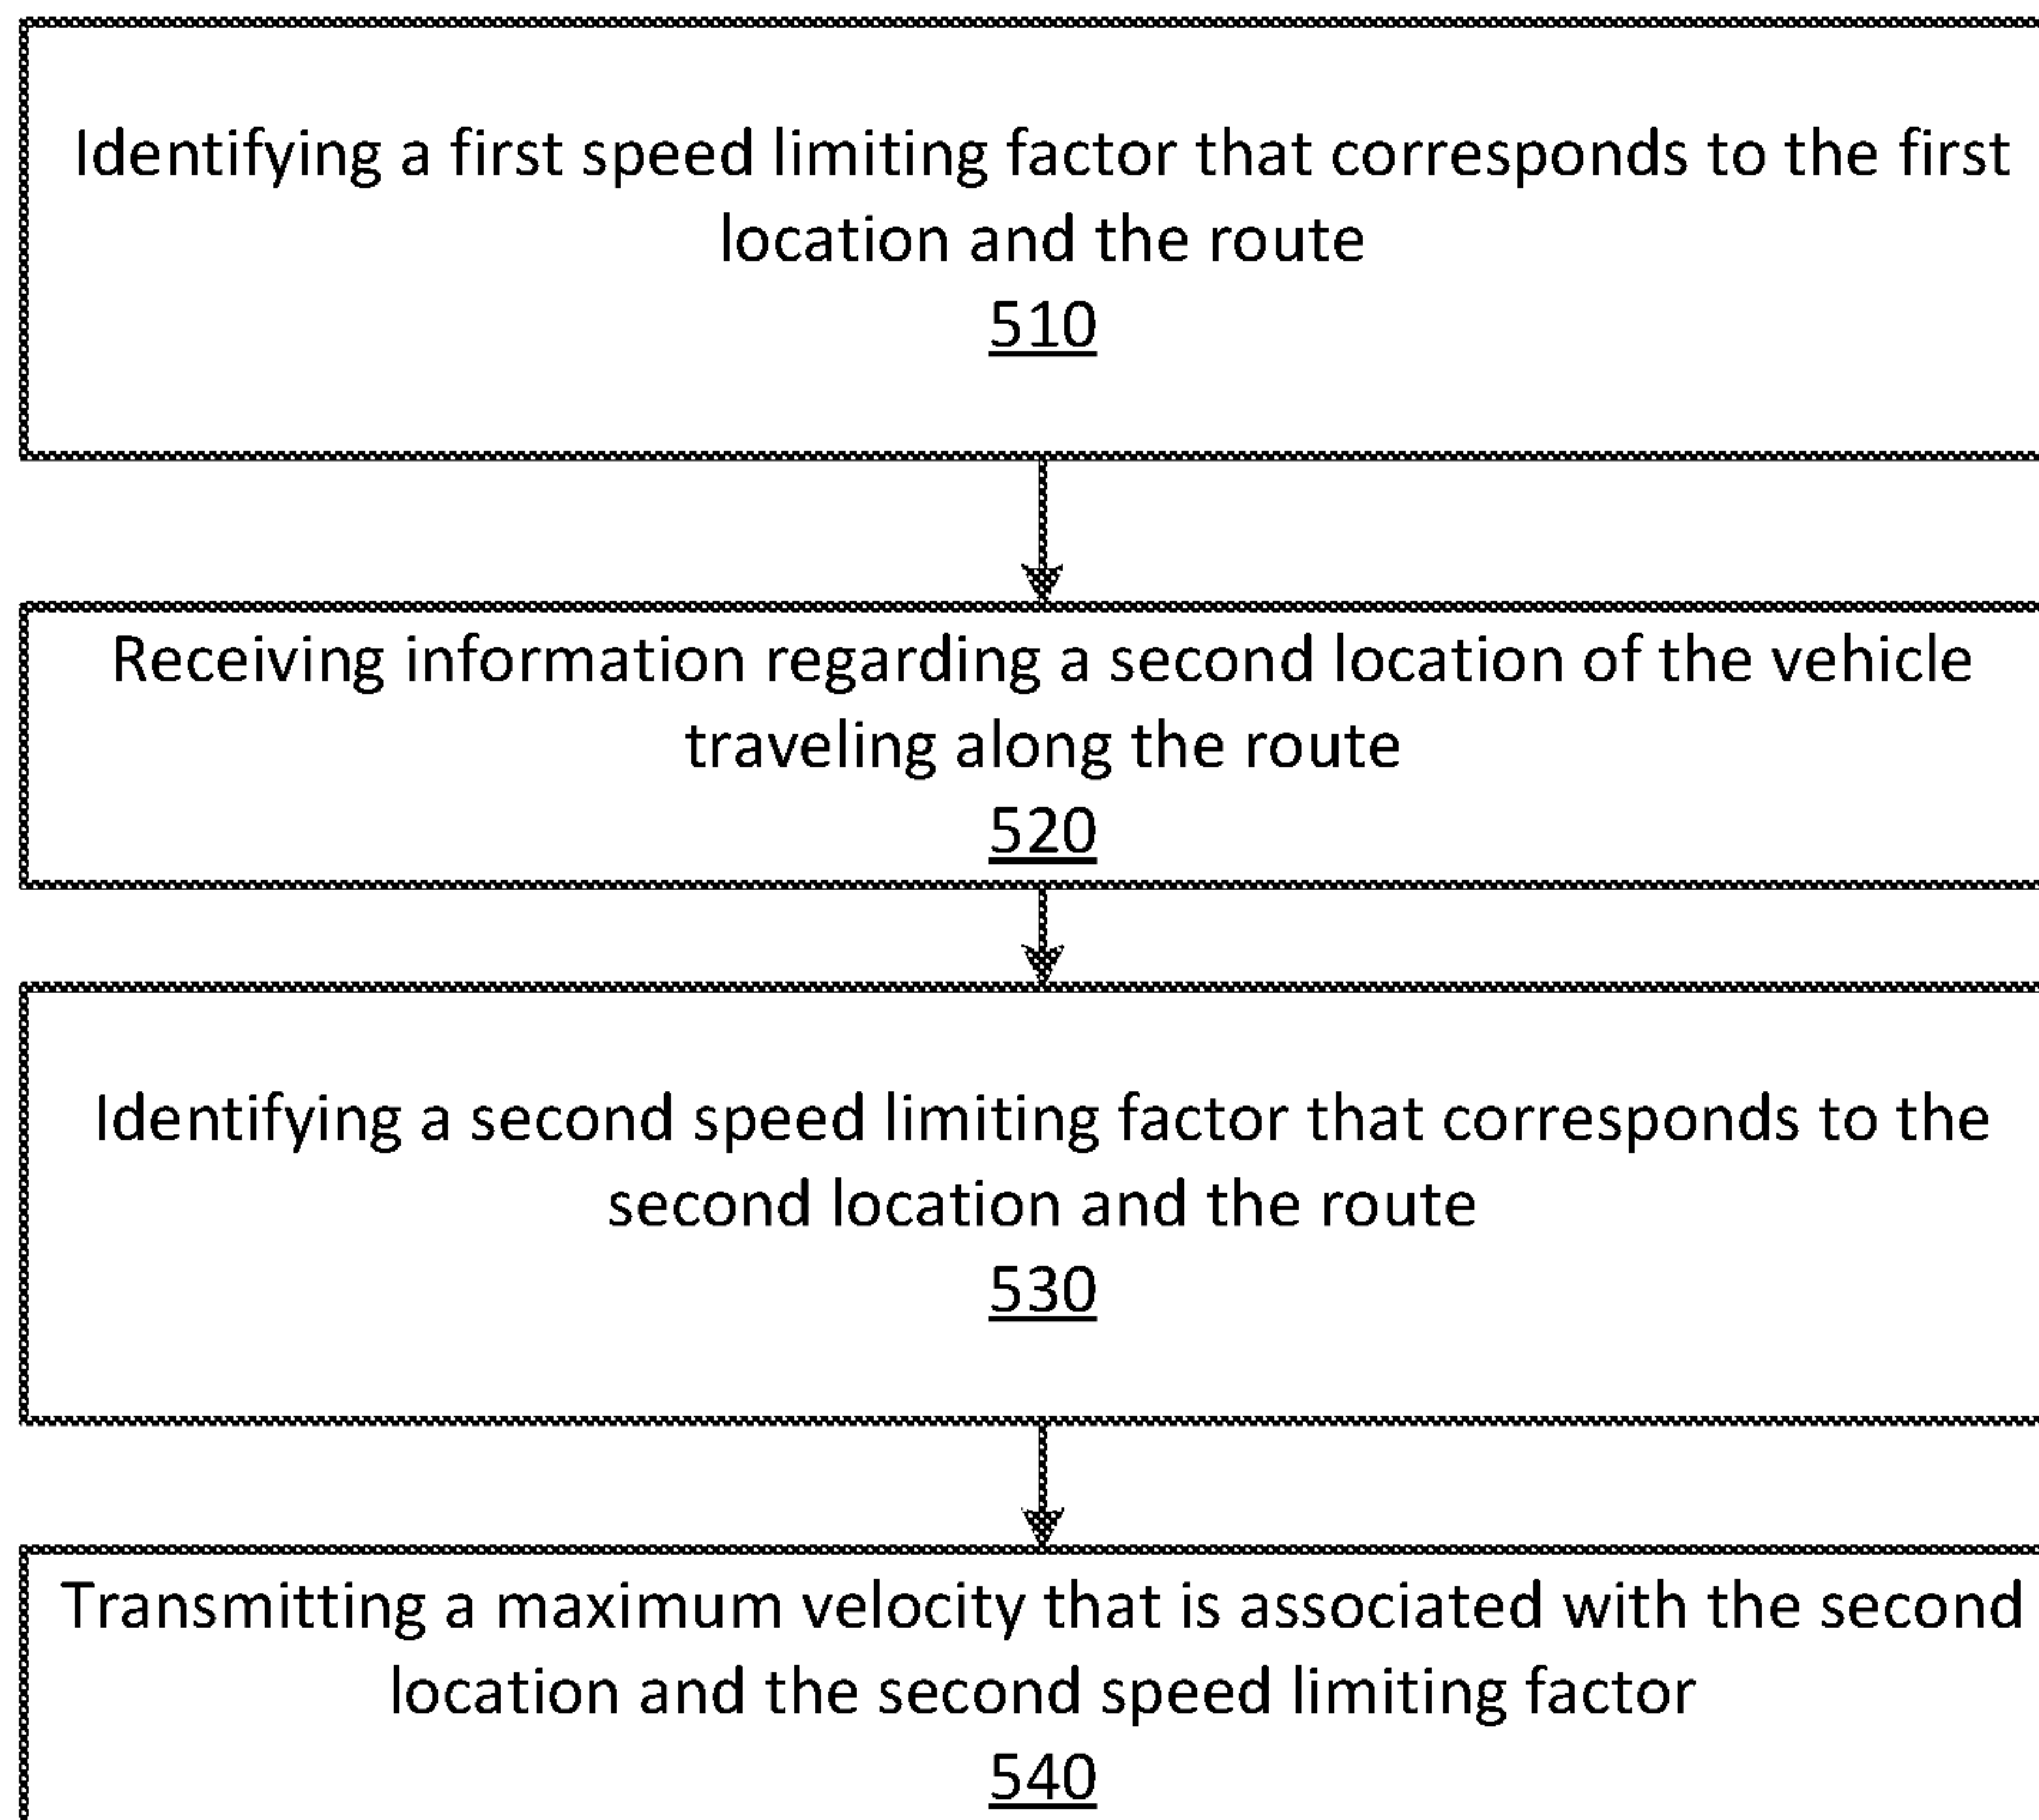 Identifying a first speed limiting factor that corresponds to the first
location and the route
510
Receiving information regarding a second location of the vehicle
traveling along the route
520
Identifying a second speed limiting factor that corresponds to the
second location and the route
530
Transmitting a maximum velocity that is associated with the second
location and the second speed limiting factor
540